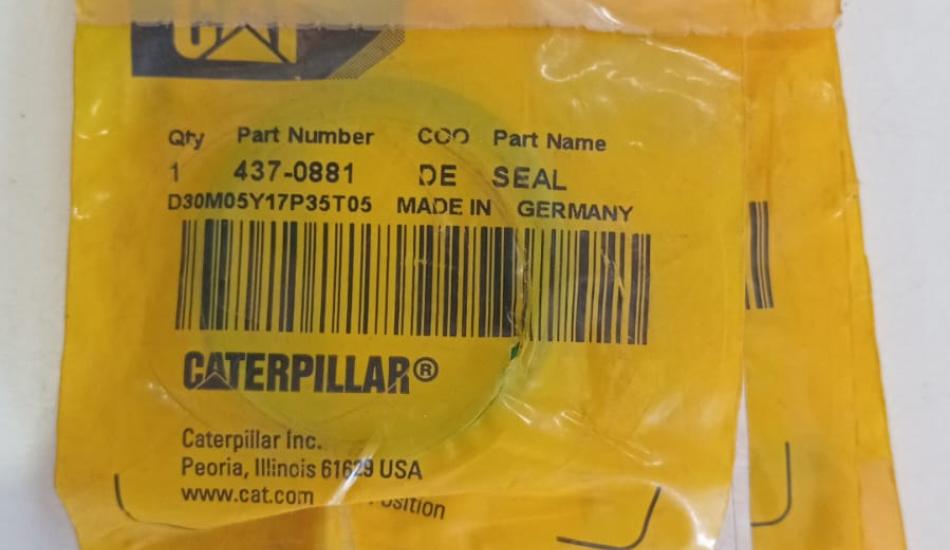 CAT
Qty Part Number COO Part Name
1 437-0881 DE SEAL
D30M05Y17P35T05 MADE IN GERMANY
CATERPILLAR®
Caterpillar Inc.
Peoria, Illinois 61629 USA
www.cat.com